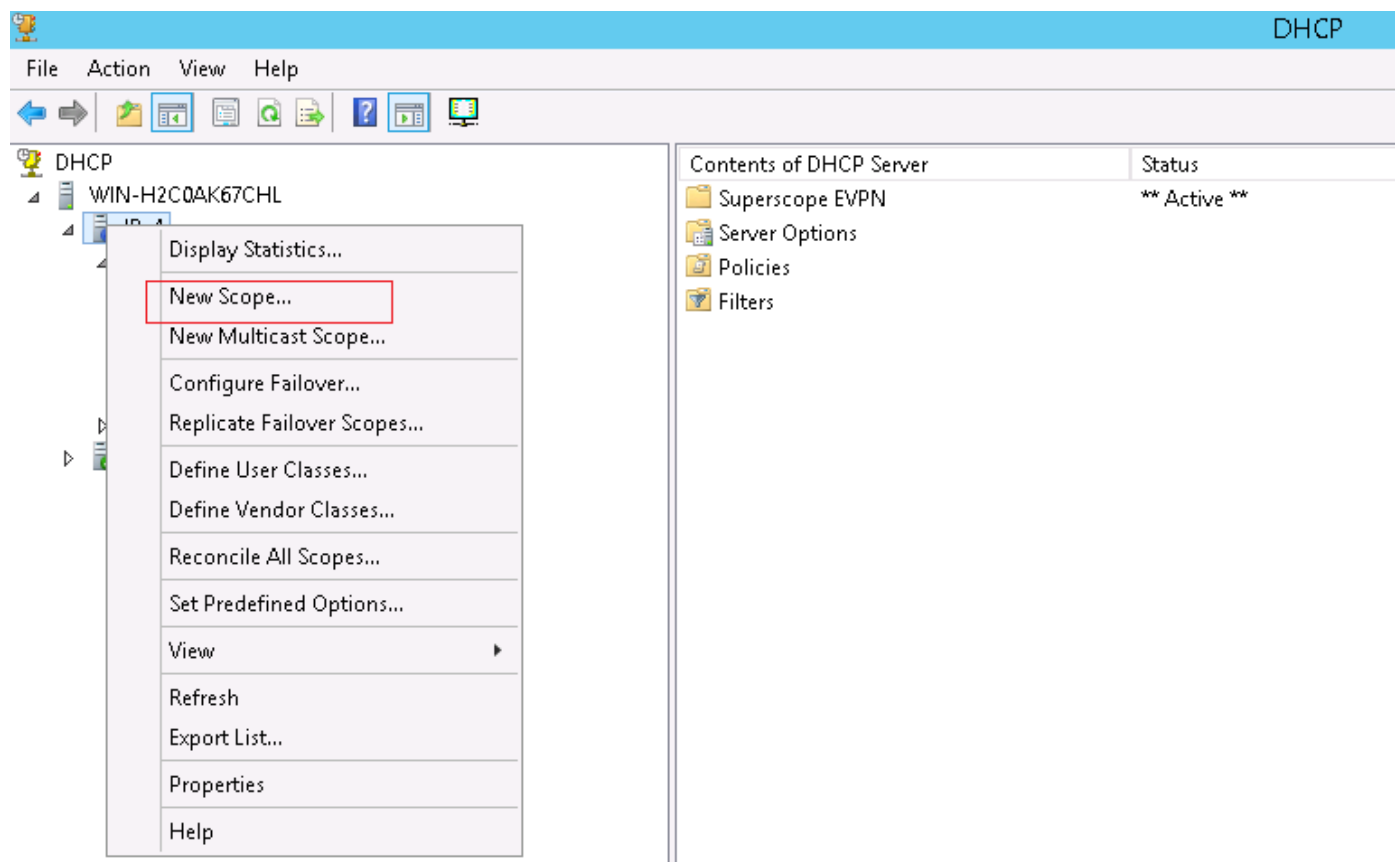 DHCP
File Action View Help
DHCP
WIN-H2C0AK67CHL
Contents of DHCP Server Status
Superscope EVPN ** Active **
Server Options
Policies
Filters
Display Statistics...
New Scope...
New Multicast Scope...
Configure Failover...
Replicate Failover Scopes...
Define User Classes...
Define Vendor Classes...
Reconcile All Scopes...
Set Predefined Options...
View
Refresh
Export List...
Properties
Help